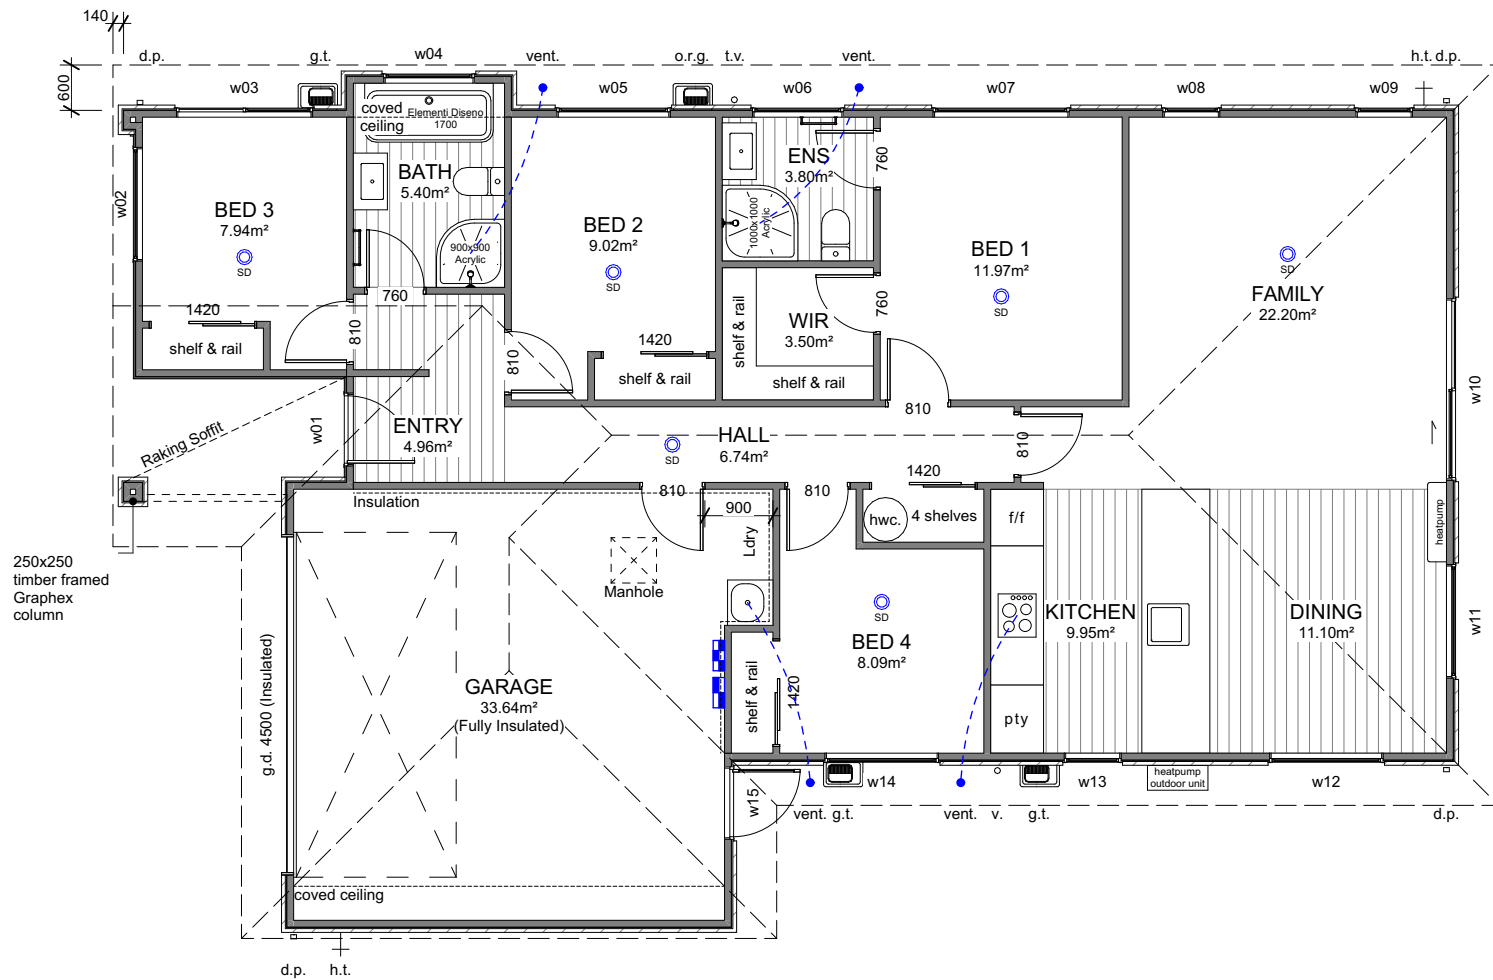 140
600
d.p.
g.t.
w04
vent.
o.r.g.
t.v.
vent.
h.t. d.p.
w03
w05
w06
w07
w08
w09
coved
ceiling
Elementi Diseno
1700
BATH
5.40m²
900x900
Acrylic
760
w02
BED 3
7.94m²
SD
1420
shelf & rail
810
BED 2
9.02m²
SD
1420
shelf & rail
810
ENS
3.80m²
1000x1000
Acrylic
760
WIR
3.50m²
760
shelf & rail
shelf & rail
BED 1
11.97m²
SD
810
FAMILY
22.20m²
SD
w10
w01
ENTRY
4.96m²
Raking Soffit
HALL
6.74m²
SD
810
1420
Insulation
810
900
810
Ldry
hwc.
4 shelves
f/f
heatpump
250x250
timber framed
Graphex
column
Manhole
g.d. 4500 (Insulated)
GARAGE
33.64m²
(Fully Insulated)
BED 4
8.09m²
SD
shelf & rail
1420
KITCHEN
9.95m²
pty
DINING
11.10m²
w11
w15
w14
w13
heatpump
outdoor unit
w12
vent. g.t.
vent.
v.
g.t.
d.p.
coved ceiling
d.p.
h.t.